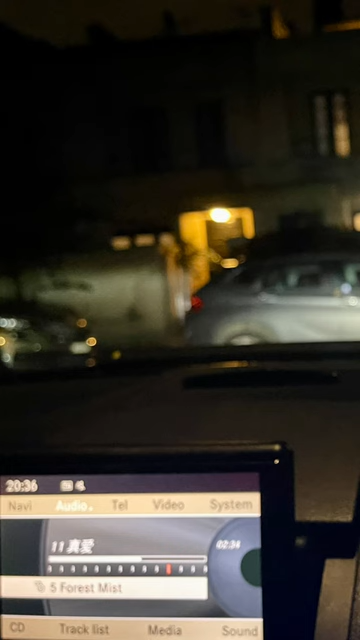 20:36
Navi Audio Tel Video System
11 真爱
02:34
5 Forest Mist
CD Track list Media Sound